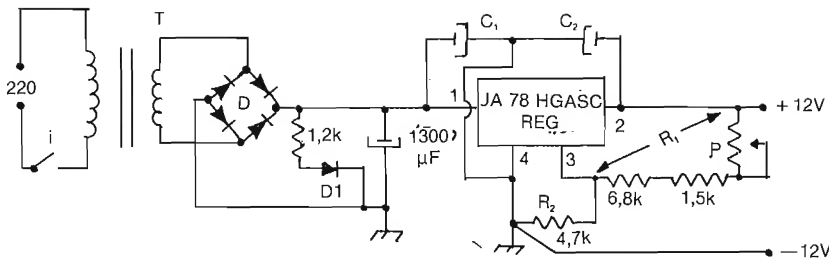 T
C₁
C₂
220
i
D
1,2k
D1
1300
µF
1
JA 78 HGASC
REG
2
4
3
R₁
P
+12V
6,8k
1,5k
R₂
4,7k
—12V